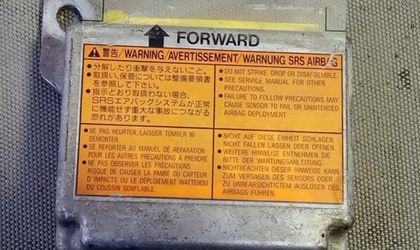 FORWARD
警告/WARNING/AVERTISSEMENT/WARNUNG SRS AIRBAG
●分解したり衝撃を与えないこと。
●取扱い、保管については整備要領書
を参照して下さい。
●指示どおり取扱わない場合、
SRSエアバッグシステムが正常
に機能せず重大な事故につながる
恐れがあります。
●DO NOT STRIKE, DROP OR DISASSEMBLE.
●SEE SERVICE MANUAL FOR OTHER
PRECAUTIONS.
●FAILURE TO FOLLOW PRECAUTIONS MAY
CAUSE SENSOR TO FAIL OR UNINTENDED
AIRBAG DEPLOYMENT.
●NE PAS HEURTER, LAISSER TOMBER NI
DEMONTER
●SE REPORTER AU MANUEL DE REPARATION
POUR LES AUTRES PRECAUTIONS A PRENDRE
●NE PAS OBSERVER LES PRECAUTIONS
RISQUE DE CAUSER LA PANNE DU CAPTEUR
D IMPACTS OU LE DEPLOIEMENT INATTENDU
DU COUSSIN GONFLABLE.
●NICHT AUF DIESE EINHEIT SCHLAGEN
NICHT FALLEN LASSEN ODER ÖFFNEN
●WEITERE HINWEISE ENTNEHMEN SIE
BITTE DER WARTUNGSANLEITUNG.
●NICHTBEACHTEN DIESER HINWEISE KANN
ZUM VERSAGEN DES SENSORS ODER ZU
UNBEABSICHTIGTEM AUSLÖSEN DES
AIRBAGS FÜHREN.